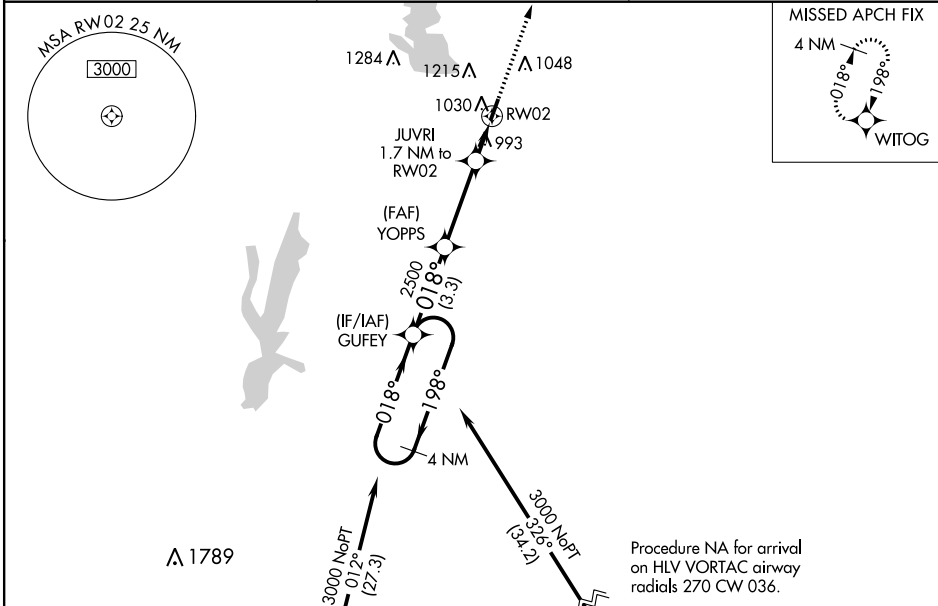 MSA RW02 25 NM
3000
1284
1215
1048
1030
RW02
993
JUVRI
1.7 NM to
RW02
(FAF)
YOPPS
2500
018°
(3.3)
(IF/IAF)
GUFEY
018°
198°
4 NM
1789
3000 NoPT
012°
(27.3)
3000 NoPT
326°
(34.2)
Procedure NA for arrival
on HLV VORTAC airway
radials 270 CW 036.
MISSED APCH FIX
4 NM
018°
198°
WITOG